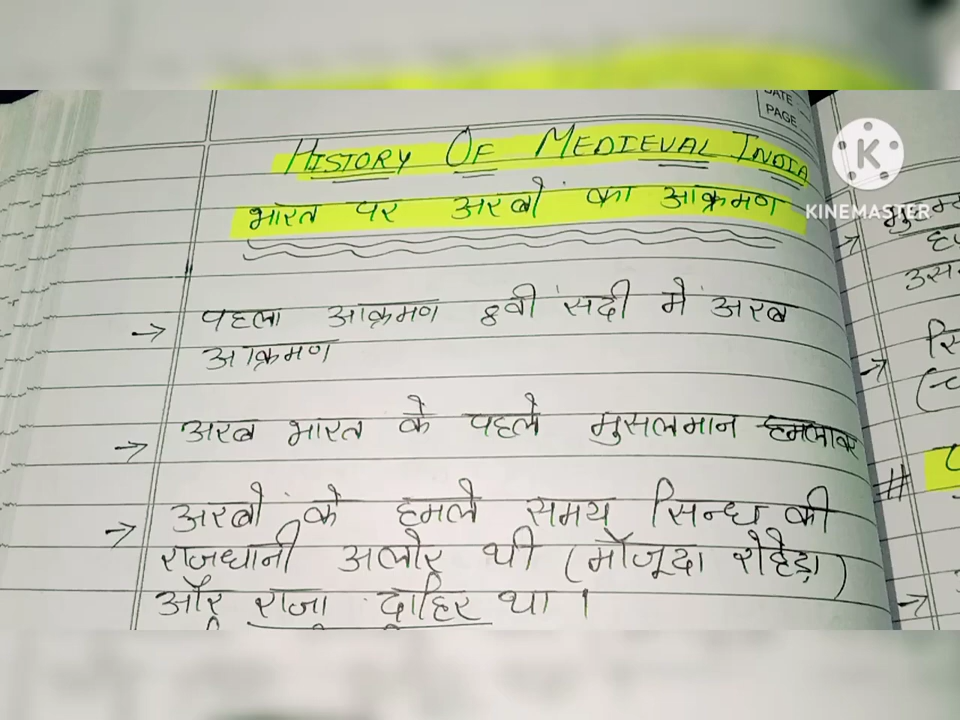 DATE
PAGE
HISTORY OF MEDIEVAL INDIA
भारत पर अरबों का आक्रमण
KINEMASTER
→ पहला आक्रमण 8वीं सदी में अरब
आक्रमण
→ अरब भारत के पहले मुसलमान हमलावर
→ अरबों के हमले समय सिन्ध की
राजधानी अलोर थी (मौजूदा रोहेड़ा)
और राजा दाहिर था।